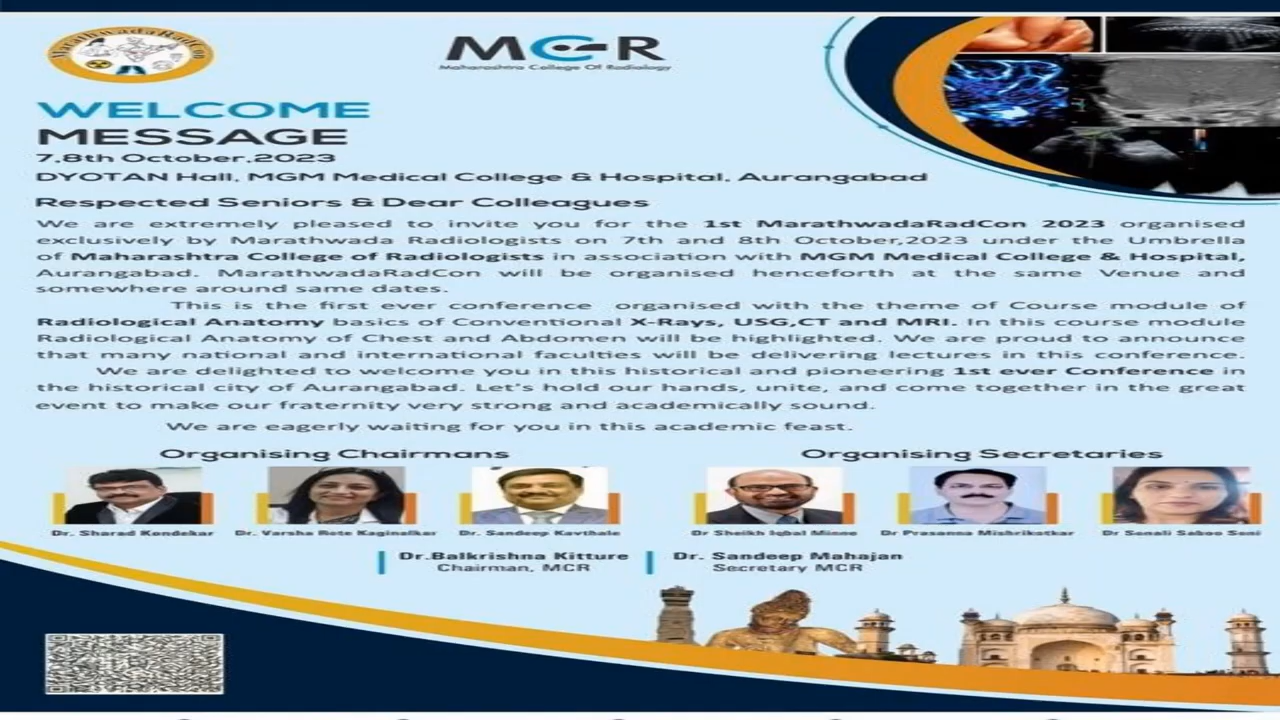 MarathwadaRadCon
MCR
Maharashtra College Of Radiology
WELCOME
MESSAGE
7,8th October,2023
DYOTAN Hall, MGM Medical College & Hospital, Aurangabad
Respected Seniors & Dear Colleagues
We are extremely pleased to invite you for the 1st MarathwadaRadCon 2023 organised
exclusively by Marathwada Radiologists on 7th and 8th October,2023 under the Umbrella
of Maharashtra College of Radiologists in association with MGM Medical College & Hospital,
Aurangabad. MarathwadaRadCon will be organised henceforth at the same Venue and
somewhere around same dates.
This is the first ever conference organised with the theme of Course module of
Radiological Anatomy basics of Conventional X-Rays, USG,CT and MRI. In this course module
Radiological Anatomy of Chest and Abdomen will be highlighted. We are proud to announce
that many national and international faculties will be delivering lectures in this conference.
We are delighted to welcome you in this historical and pioneering 1st ever Conference in
the historical city of Aurangabad. Let's hold our hands, unite, and come together in the great
event to make our fraternity very strong and academically sound.
We are eagerly waiting for you in this academic feast.
Organising Chairmans
Organising Secretaries
Dr. Sharad Kondekar
Dr. Varsha Rote Kaginalkar
Dr. Sandeep Kavthale
Dr Sheikh Iqbal Minne
Dr Prasanna Mishrikotkar
Dr Sonali Saboo Soni
Dr.Balkrishna Kitture
Chairman, MCR
Dr. Sandeep Mahajan
Secretary MCR